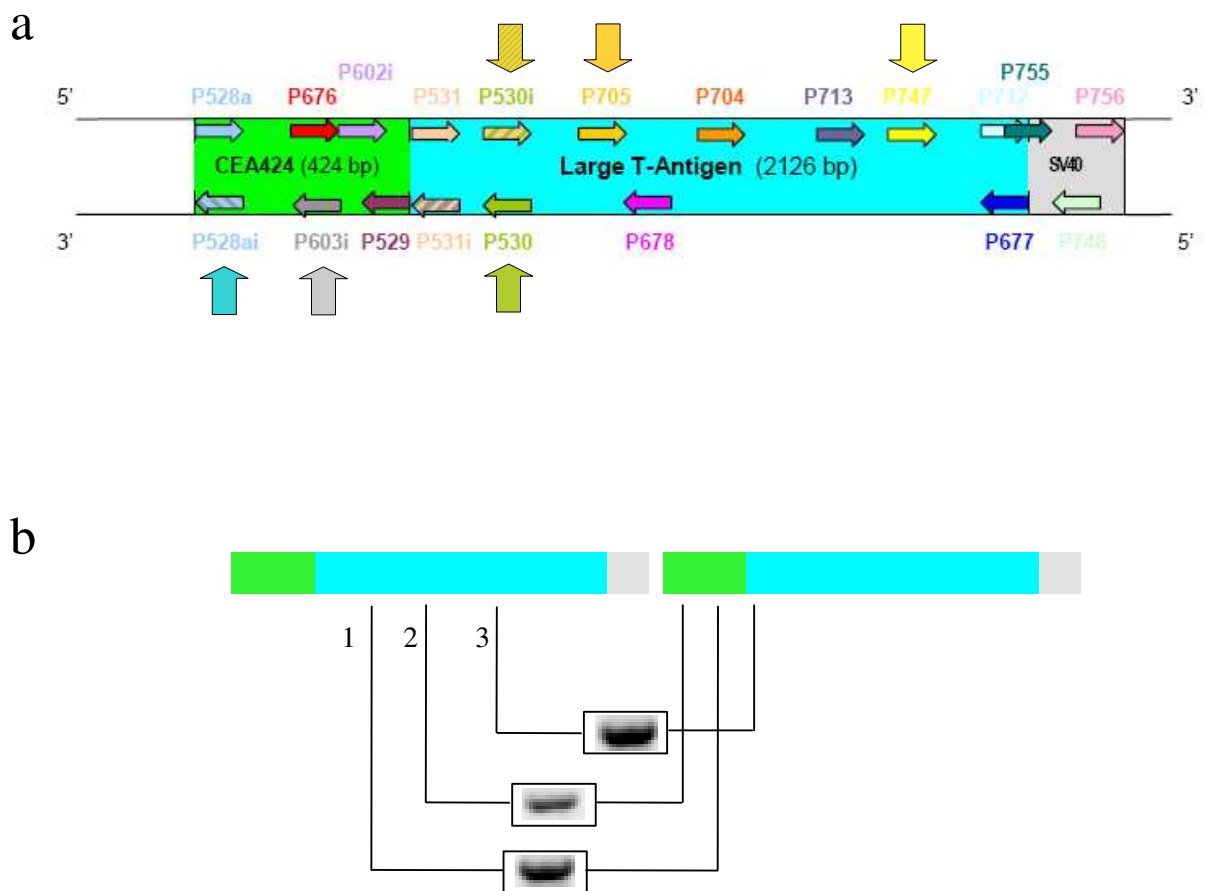 a
P602i P755
5' P528a P676 P531 P530i P705 P704 P713 P747 P712 P756 3'
CEA424 (424 bp) Large T-Antigen (2126 bp) SV40
3' P528ai P603i P529 P531i P530 P678 P677 P748 5'
b
1 2 3